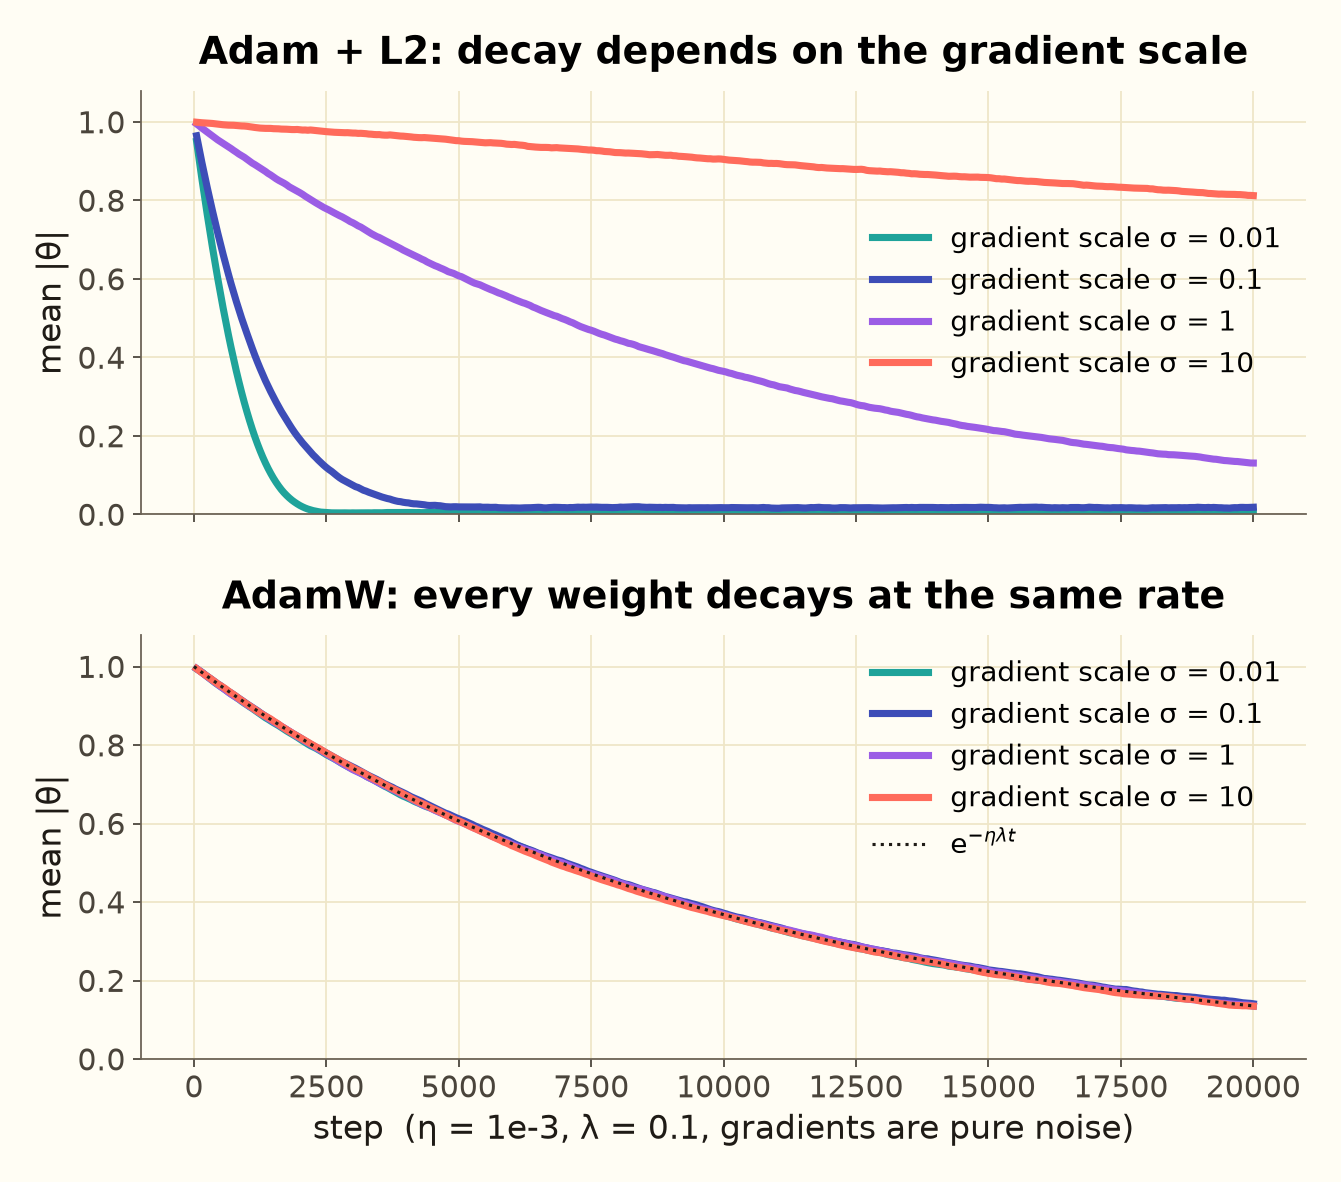 Adam + L2: decay depends on the gradient scale
1.0
0.8
0.6
0.4
0.2
0.0
mean |θ|
gradient scale σ = 0.01
gradient scale σ = 0.1
gradient scale σ = 1
gradient scale σ = 10
AdamW: every weight decays at the same rate
1.0
0.8
0.6
0.4
0.2
0.0
mean |θ|
gradient scale σ = 0.01
gradient scale σ = 0.1
gradient scale σ = 1
gradient scale σ = 10
e^{−ηλt}
0 2500 5000 7500 10000 12500 15000 17500 20000
step (η = 1e-3, λ = 0.1, gradients are pure noise)